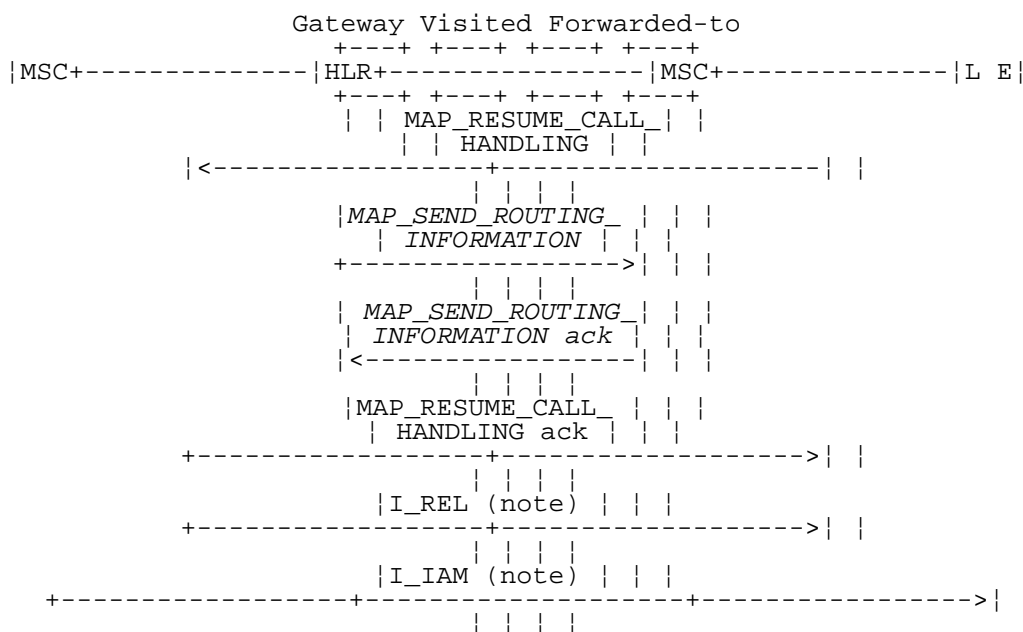 Gateway Visited Forwarded-to
+---+ +---+ +---+ +---+
¦MSC+--------------¦HLR+----------------¦MSC+--------------¦L E¦
+---+ +---+ +---+ +---+
¦ ¦ MAP_RESUME_CALL_¦ ¦
¦ ¦ HANDLING ¦ ¦
¦<-----------------+--------------------¦ ¦
¦ ¦ ¦ ¦
¦MAP_SEND_ROUTING_ ¦ ¦ ¦
¦ INFORMATION ¦ ¦ ¦
+----------------->¦ ¦ ¦
¦ ¦ ¦ ¦
¦ MAP_SEND_ROUTING_¦ ¦ ¦
¦ INFORMATION ack ¦ ¦ ¦
¦<-----------------¦ ¦ ¦
¦ ¦ ¦ ¦
¦MAP_RESUME_CALL_ ¦ ¦ ¦
¦ HANDLING ack ¦ ¦ ¦
+------------------+------------------->¦ ¦
¦ ¦ ¦ ¦
¦I_REL (note) ¦ ¦ ¦
+------------------+------------------->¦ ¦
¦ ¦ ¦ ¦
¦I_IAM (note) ¦ ¦ ¦
+------------------+--------------------+----------------->¦
¦ ¦ ¦ ¦